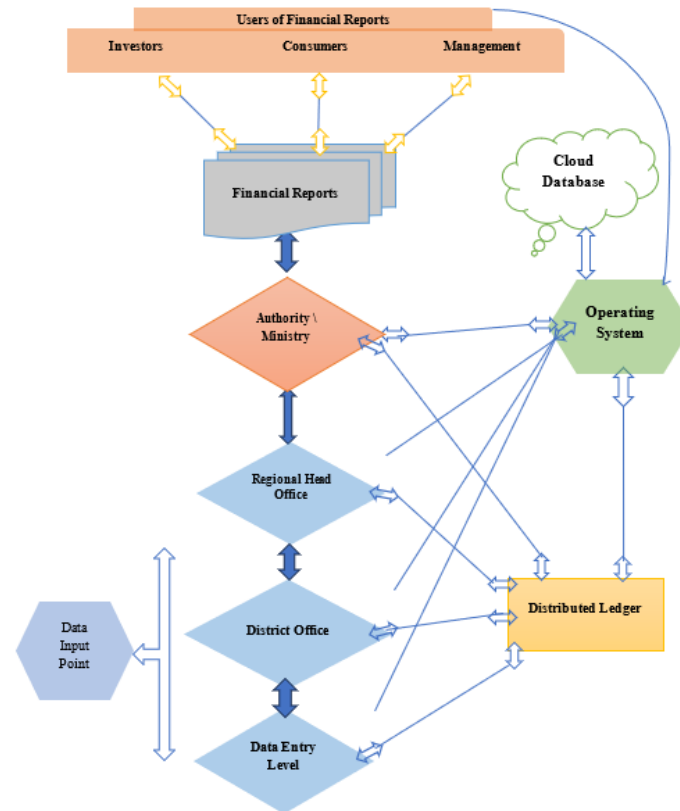 Users of Financial Reports
Investors Consumers Management
Cloud
Database
Financial Reports
Authority \
Ministry
Operating
System
Regional Head
Office
Distributed Ledger
District Office
Data
Input
Point
Data Entry
Level